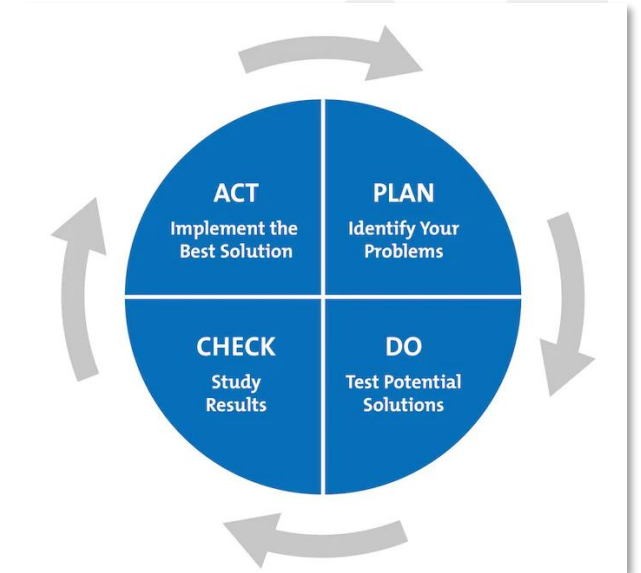 ACT
Implement the
Best Solution
PLAN
Identify Your
Problems
CHECK
Study
Results
DO
Test Potential
Solutions